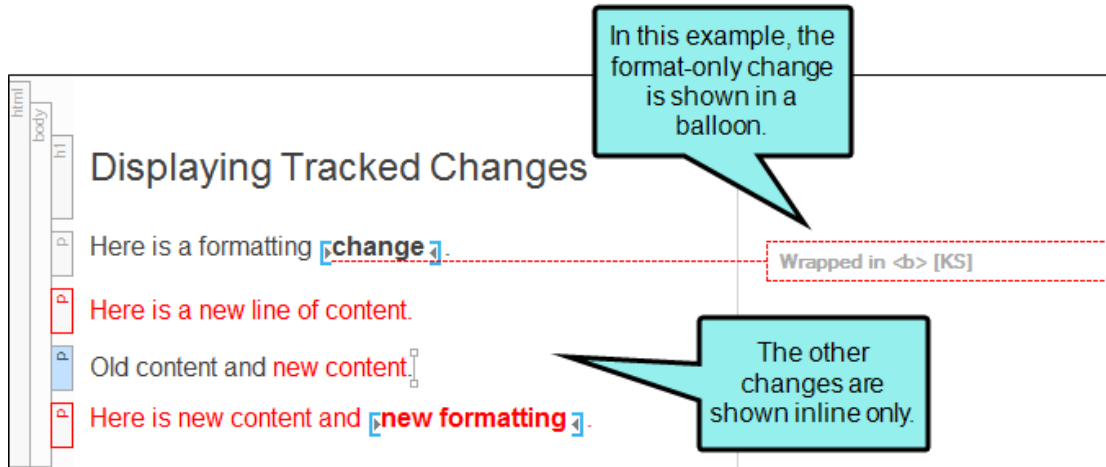 In this example, the
format-only change
is shown in a
balloon.
html
body
h1
Displaying Tracked Changes
p
Here is a formatting change.
Wrapped in <b> [KS]
p
Here is a new line of content.
p
Old content and new content.
The other
changes are
shown inline only.
p
Here is new content and new formatting.